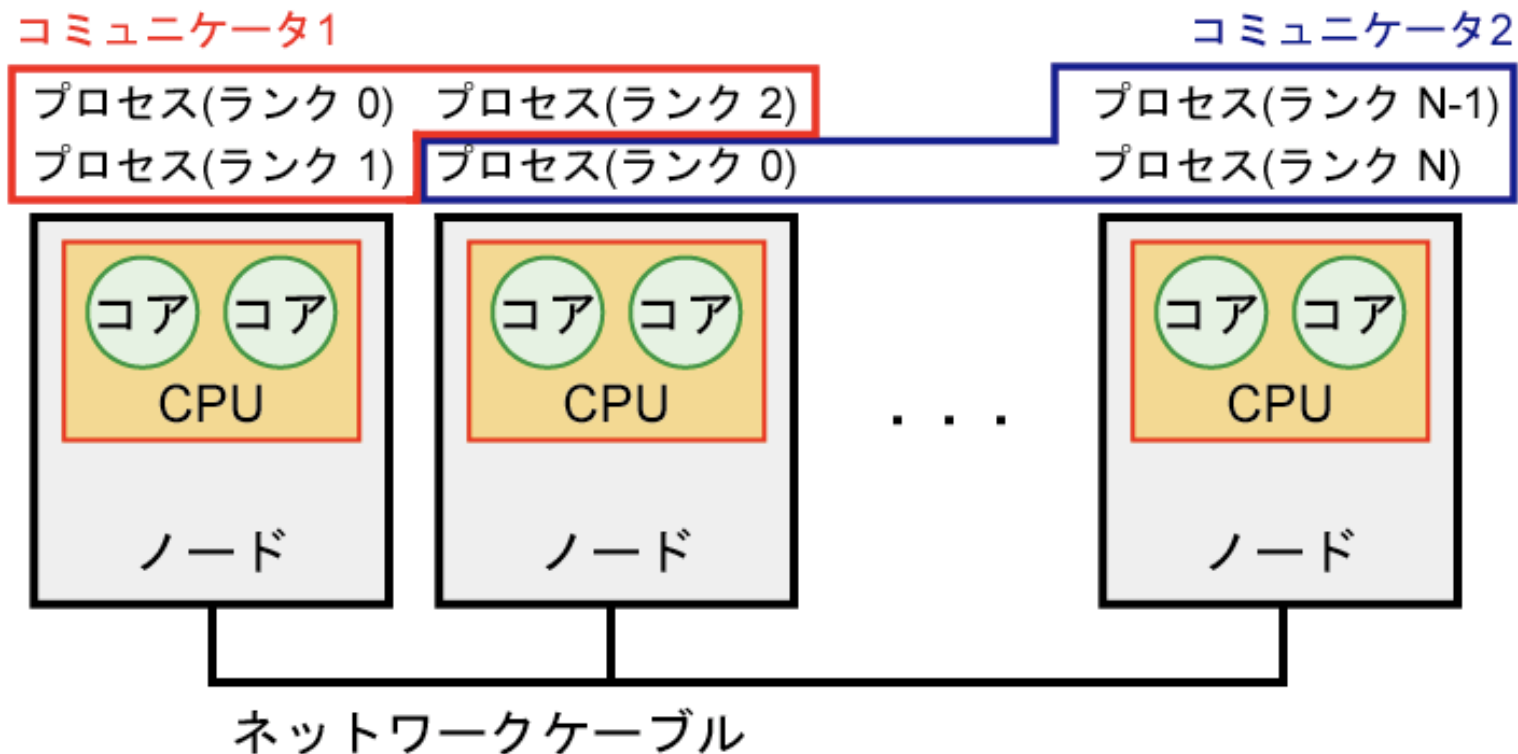 コミュニケータ1 コミュニケータ2
プロセス(ランク 0) プロセス(ランク 2) プロセス(ランク N-1)
プロセス(ランク 1) プロセス(ランク 0) プロセス(ランク N)
コア コア コア コア コア コア
CPU CPU . . . CPU
ノード ノード ノード
ネットワークケーブル